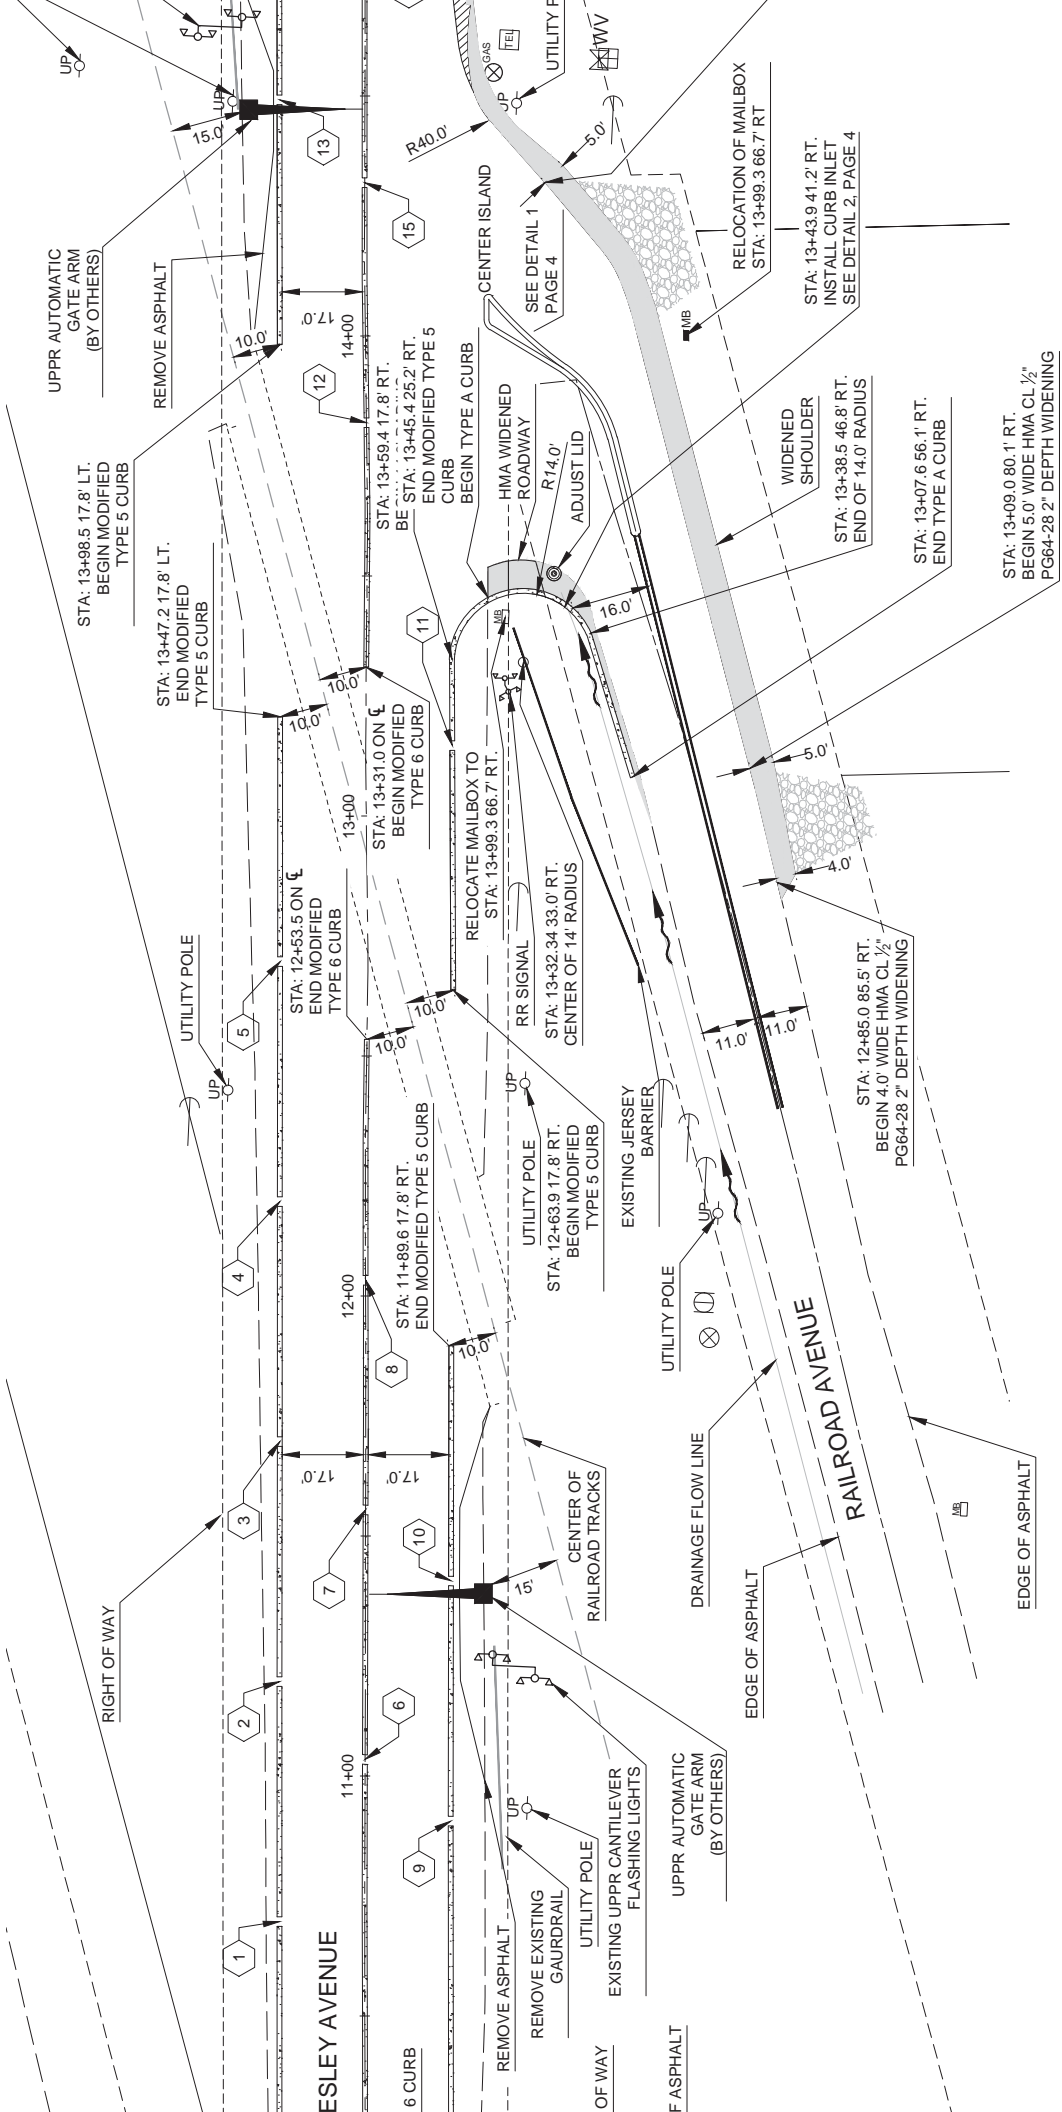 UP
UP
15.0'
13
UPPR AUTOMATIC
GATE ARM
(BY OTHERS)
REMOVE ASPHALT
10.0'
17.0'
14+00
15
12
R40.0'
GAS
TEL
UP
UTILITY P
WV
5.0'
CENTER ISLAND
SEE DETAIL 1
PAGE 4
RELOCATION OF MAILBOX
STA: 13+99.3 66.7' RT
STA: 13+43.9 41.2' RT.
INSTALL CURB INLET
SEE DETAIL 2, PAGE 4
MB
STA: 13+98.5 17.8' LT.
BEGIN MODIFIED
TYPE 5 CURB
STA: 13+47.2 17.8' LT.
END MODIFIED
TYPE 5 CURB
10.0'
10.0'
STA: 13+59.4 17.8' RT.
BE
STA: 13+45.4 25.2' RT.
END MODIFIED TYPE 5
CURB
BEGIN TYPE A CURB
HMA WIDENED
ROADWAY
R14.0'
ADJUST LID
11
MB
16.0'
WIDENED
SHOULDER
STA: 13+38.5 46.8' RT.
END OF 14.0' RADIUS
STA: 13+07.6 56.1' RT.
END TYPE A CURB
STA: 13+09.0 80.1' RT.
BEGIN 5.0' WIDE HMA CL 1/2"
PG64-28 2" DEPTH WIDENING
13+00
STA: 13+31.0 ON ℄
BEGIN MODIFIED
TYPE 6 CURB
RELOCATE MAILBOX TO
STA: 13+99.3 66.7' RT.
RR SIGNAL
STA: 13+32.34 33.0' RT.
CENTER OF 14' RADIUS
5.0'
4.0'
UTILITY POLE
UP
5
STA: 12+53.5 ON ℄
END MODIFIED
TYPE 6 CURB
10.0'
10.0'
11.0'
11.0'
STA: 12+85.0 85.5' RT.
BEGIN 4.0' WIDE HMA CL 1/2"
PG64-28 2" DEPTH WIDENING
4
12+00
8
STA: 11+89.6 17.8' RT.
END MODIFIED TYPE 5 CURB
10.0'
UP
UTILITY POLE
STA: 12+63.9 17.8' RT.
BEGIN MODIFIED
TYPE 5 CURB
EXISTING JERSEY
BARRIER
UP
UTILITY POLE
RAILROAD AVENUE
RIGHT OF WAY
3
17.0'
17.0'
7
10
15'
CENTER OF
RAILROAD TRACKS
DRAINAGE FLOW LINE
EDGE OF ASPHALT
MB
EDGE OF ASPHALT
2
11+00
6
9
UP
UTILITY POLE
EXISTING UPPR CANTILEVER
FLASHING LIGHTS
UPPR AUTOMATIC
GATE ARM
(BY OTHERS)
1
ESLEY AVENUE
6 CURB
REMOVE ASPHALT
REMOVE EXISTING
GAURDRAIL
OF WAY
F ASPHALT